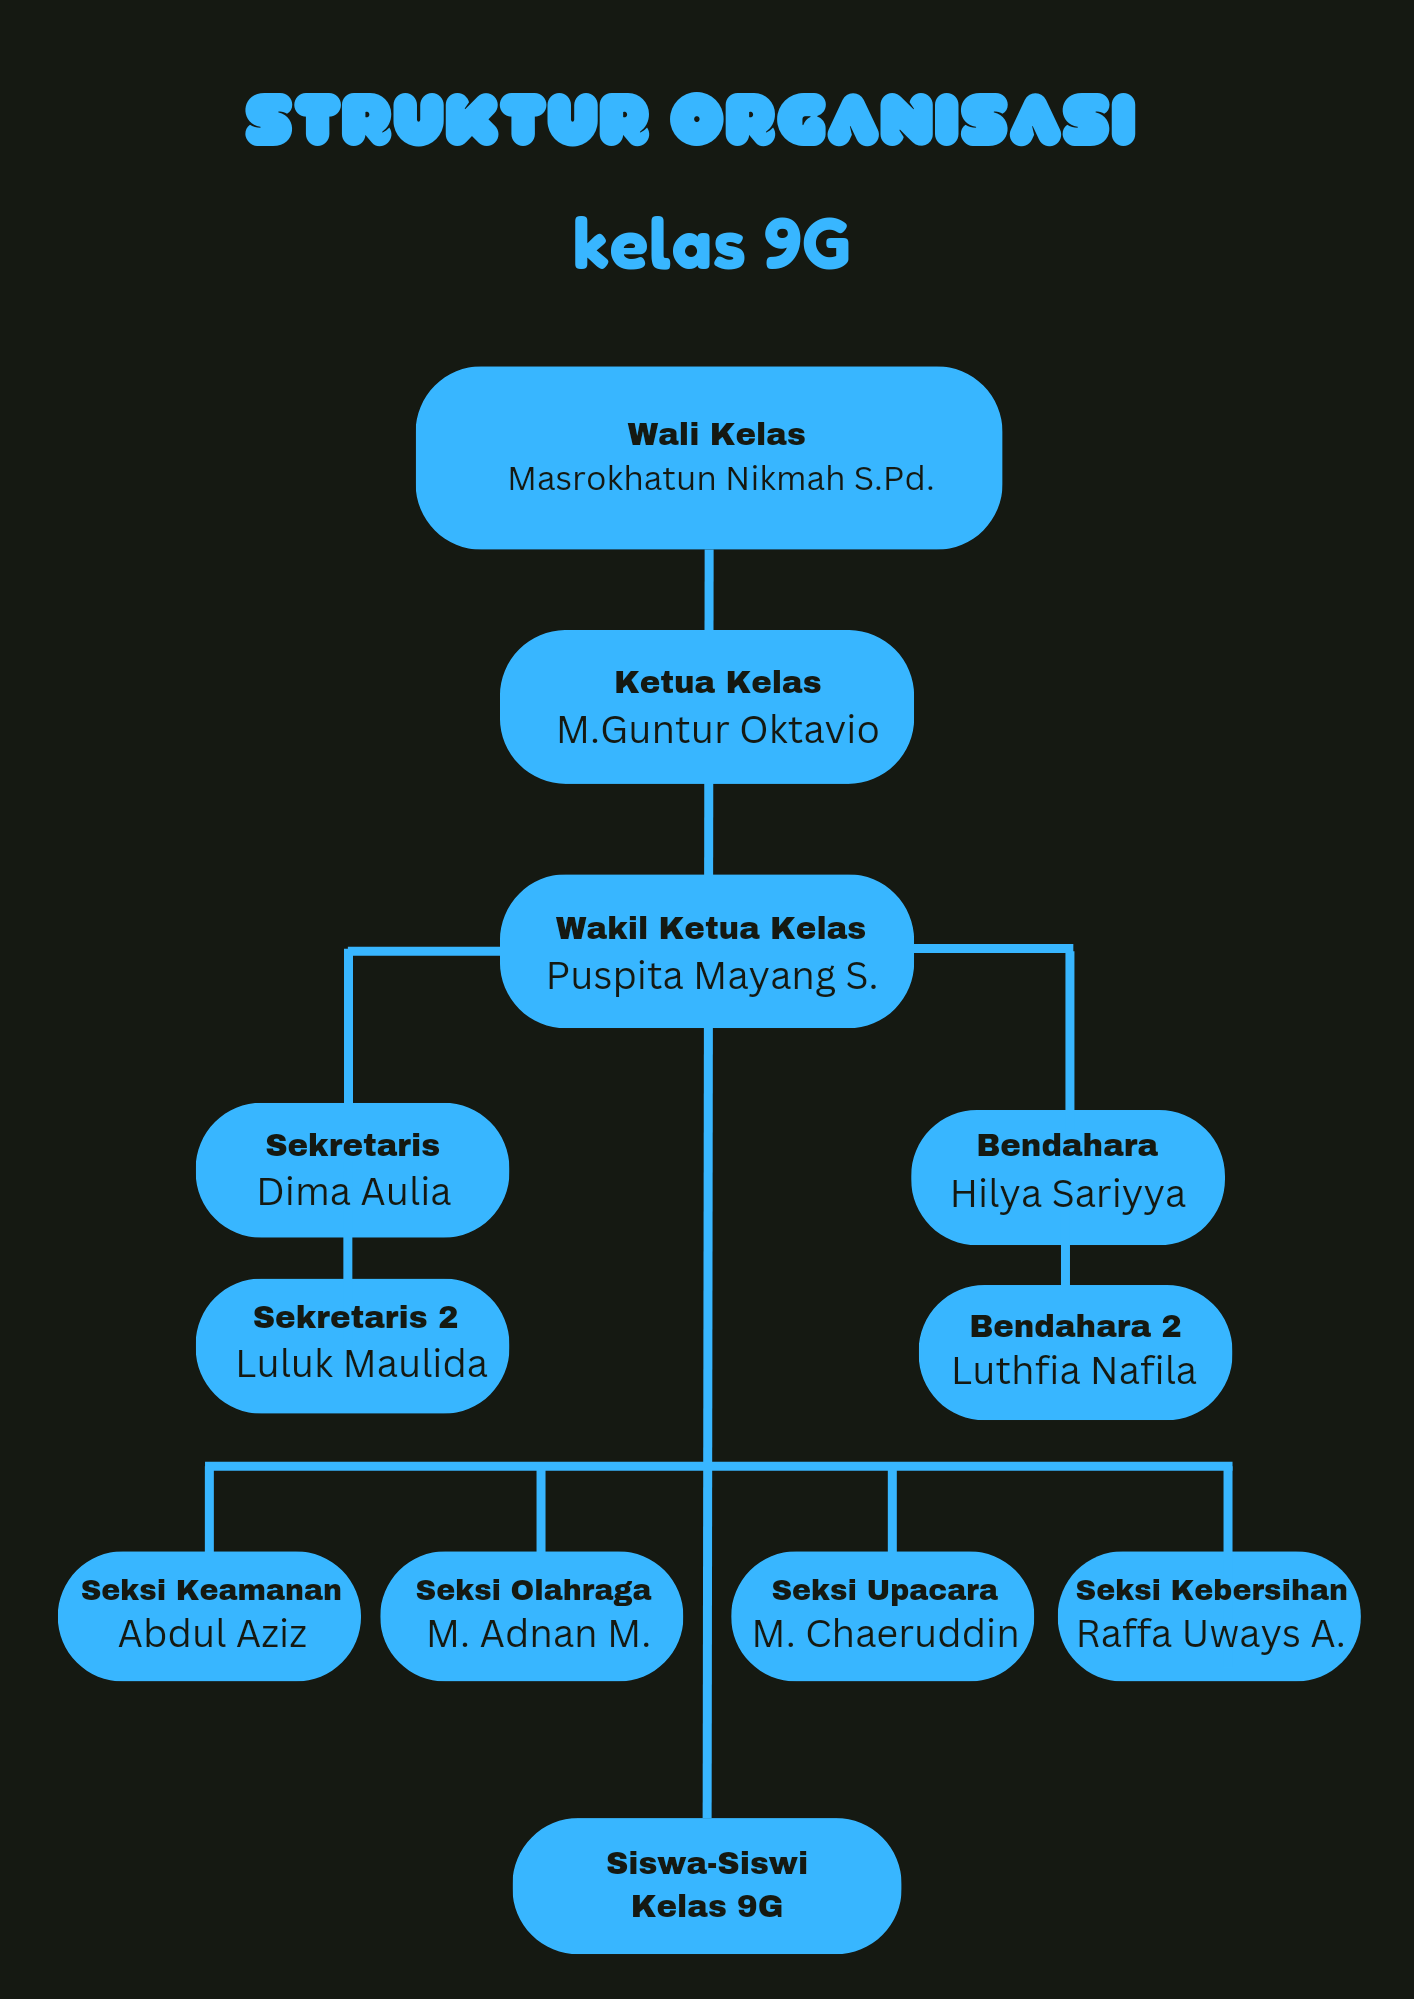 STRUKTUR ORGANISASI
kelas 9G
Wali Kelas
Masrokhatun Nikmah S.Pd.
Ketua Kelas
M.Guntur Oktavio
Wakil Ketua Kelas
Puspita Mayang S.
Sekretaris
Dima Aulia
Bendahara
Hilya Sariyya
Sekretaris 2
Luluk Maulida
Bendahara 2
Luthfia Nafila
Seksi Keamanan
Abdul Aziz
Seksi Olahraga
M. Adnan M.
Seksi Upacara
M. Chaeruddin
Seksi Kebersihan
Raffa Uways A.
Siswa-Siswi
Kelas 9G